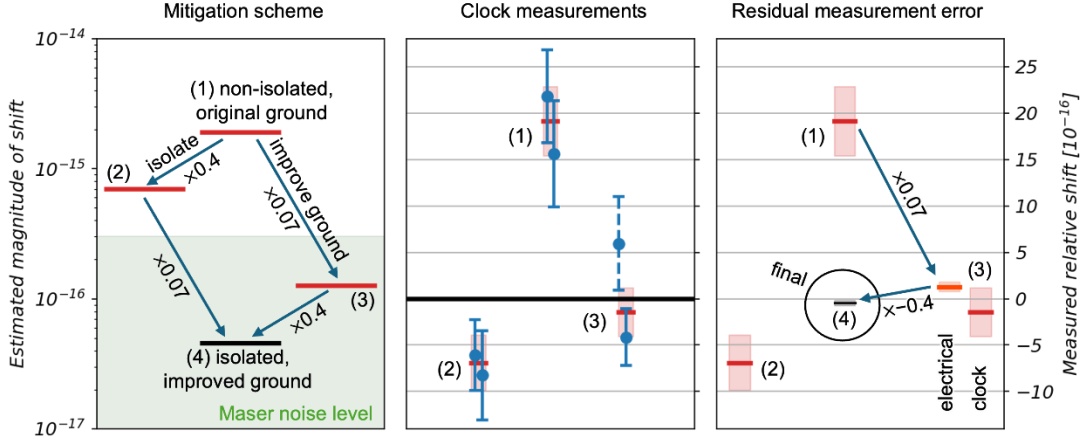 Mitigation scheme
Clock measurements
Residual measurement error
Estimated magnitude of shift
10⁻¹⁴
10⁻¹⁵
10⁻¹⁶
10⁻¹⁷
(1) non-isolated,
original ground
isolate
×0.4
(2)
improve ground
×0.07
×0.07
(3)
×0.4
(4) isolated,
improved ground
Maser noise level
(1)
(3)
(2)
(1)
×0.07
(3)
final
(4)
×−0.4
(2)
electrical
clock
25
20
15
10
5
0
−5
−10
Measured relative shift [10⁻¹⁶]